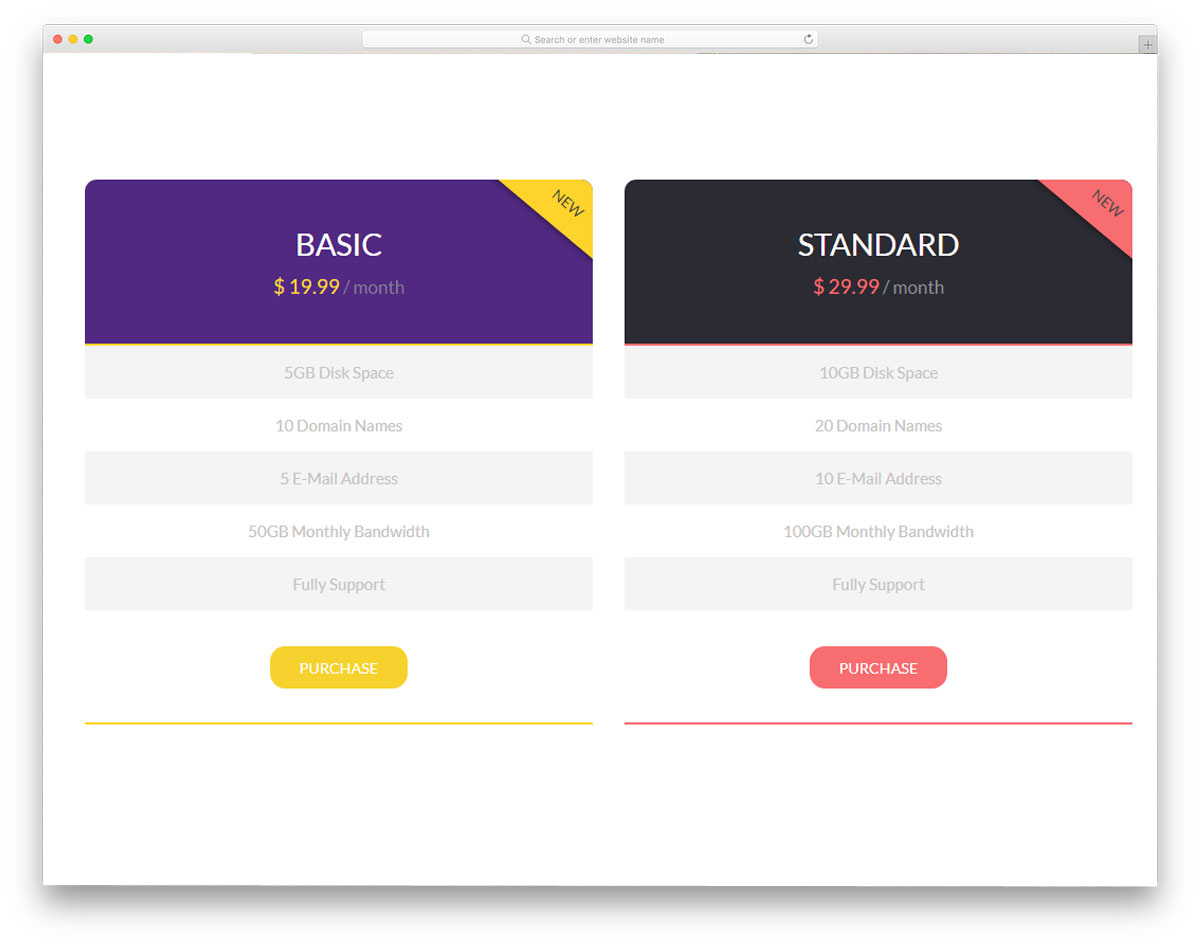 Search or enter website name
NEW
BASIC
$ 19.99 / month
5GB Disk Space
10 Domain Names
5 E-Mail Address
50GB Monthly Bandwidth
Fully Support
PURCHASE
NEW
STANDARD
$ 29.99 / month
10GB Disk Space
20 Domain Names
10 E-Mail Address
100GB Monthly Bandwidth
Fully Support
PURCHASE